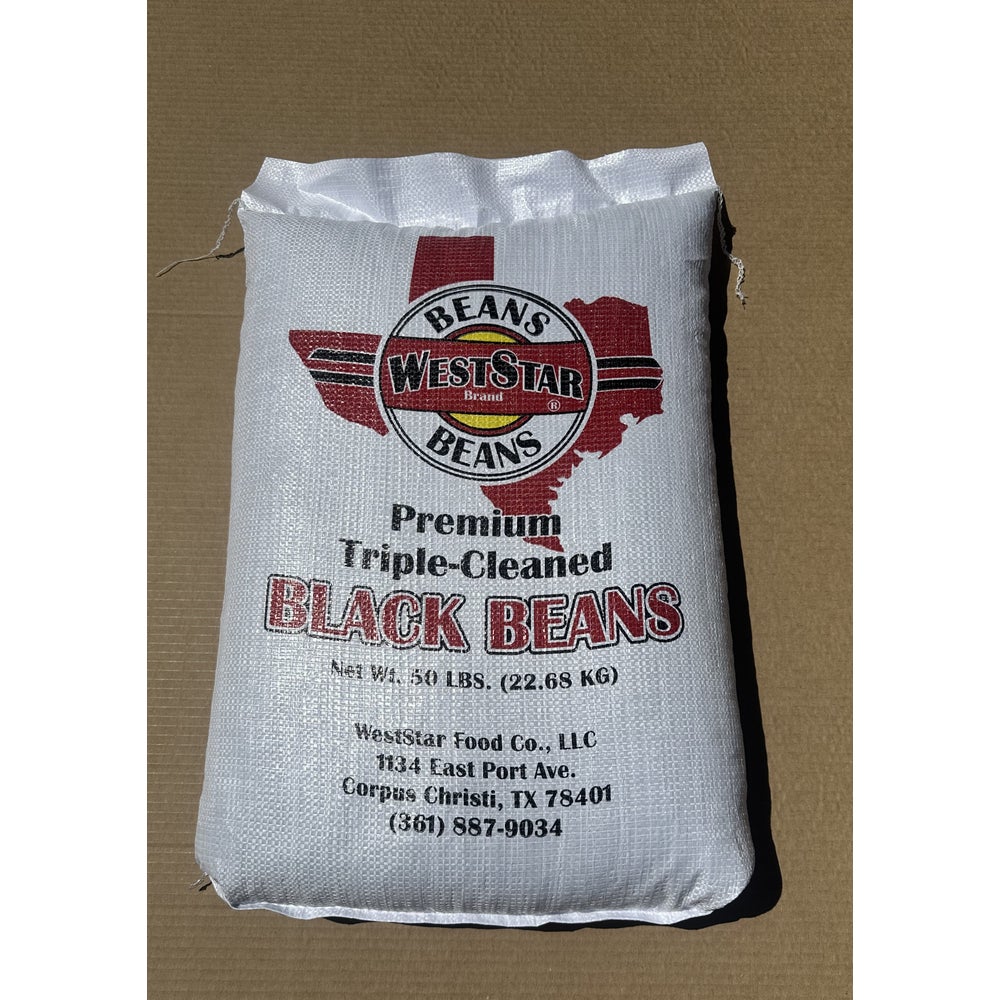 BEANS
WESTSTAR
Brand
®
BEANS
Premium
Triple-Cleaned
BLACK BEANS
Net Wt. 50 LBS. (22.68 KG)
WestStar Food Co., LLC
1134 East Port Ave.
Corpus Christi, TX 78401
(361) 887-9034